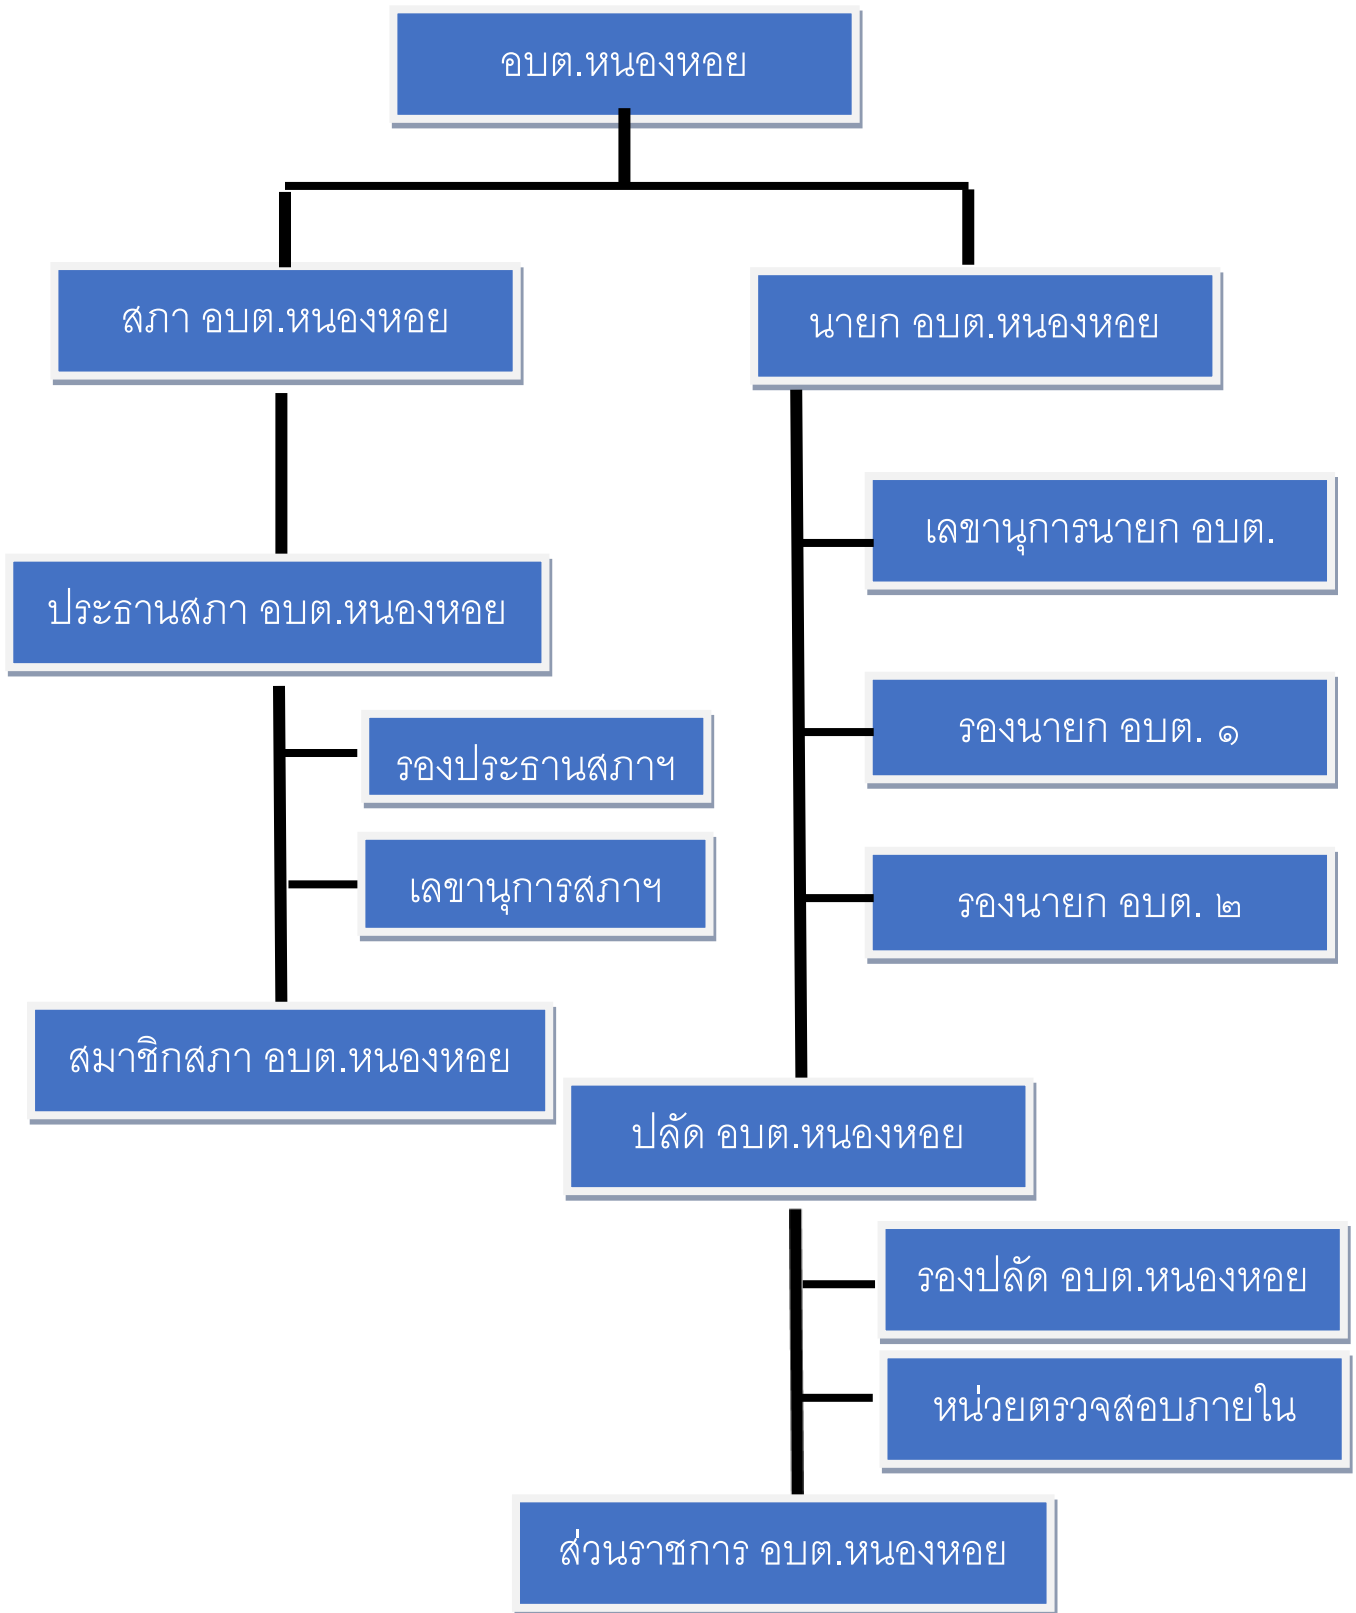 อบต.หนองหอย
สภา อบต.หนองหอย
นายก อบต.หนองหอย
เลขานุการนายก อบต.
ประธานสภา อบต.หนองหอย
รองนายก อบต. ๑
รองประธานสภาฯ
เลขานุการสภาฯ
รองนายก อบต. ๒
สมาชิกสภา อบต.หนองหอย
ปลัด อบต.หนองหอย
รองปลัด อบต.หนองหอย
หน่วยตรวจสอบภายใน
ส่วนราชการ อบต.หนองหอย